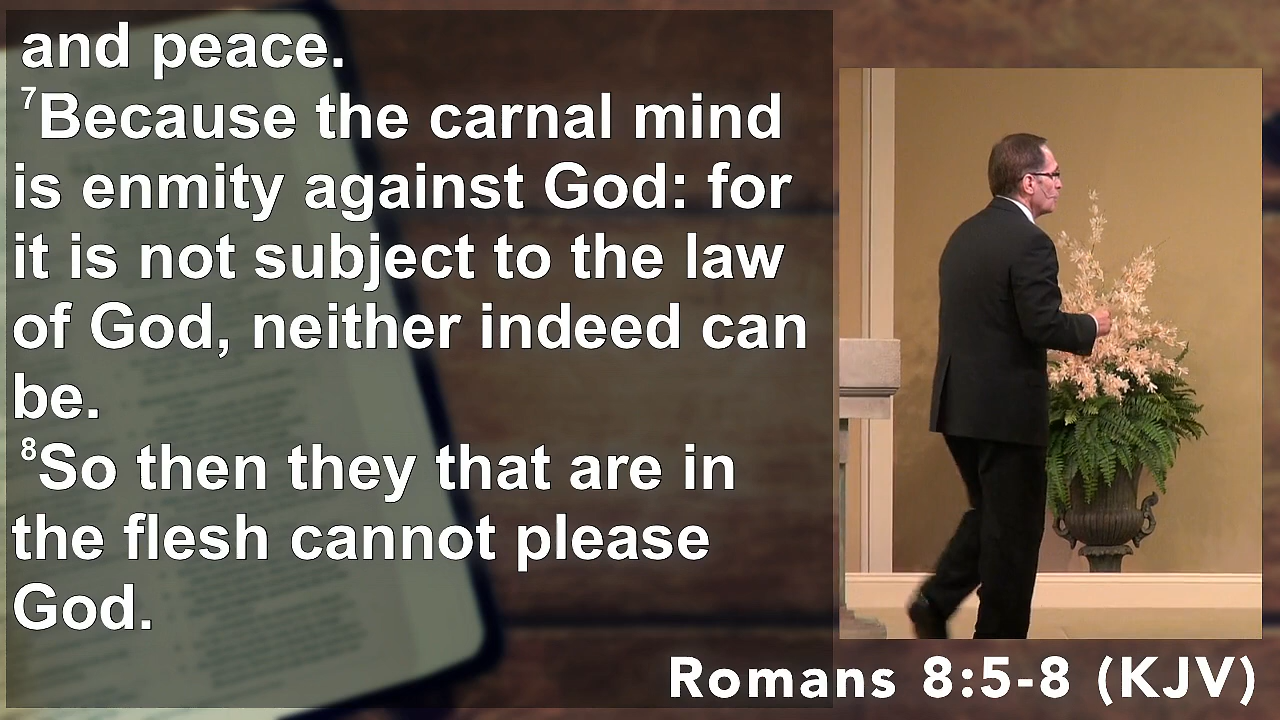 and peace.
7Because the carnal mind
is enmity against God: for
it is not subject to the law
of God, neither indeed can
be.
8So then they that are in
the flesh cannot please
God.
Romans 8:5-8 (KJV)